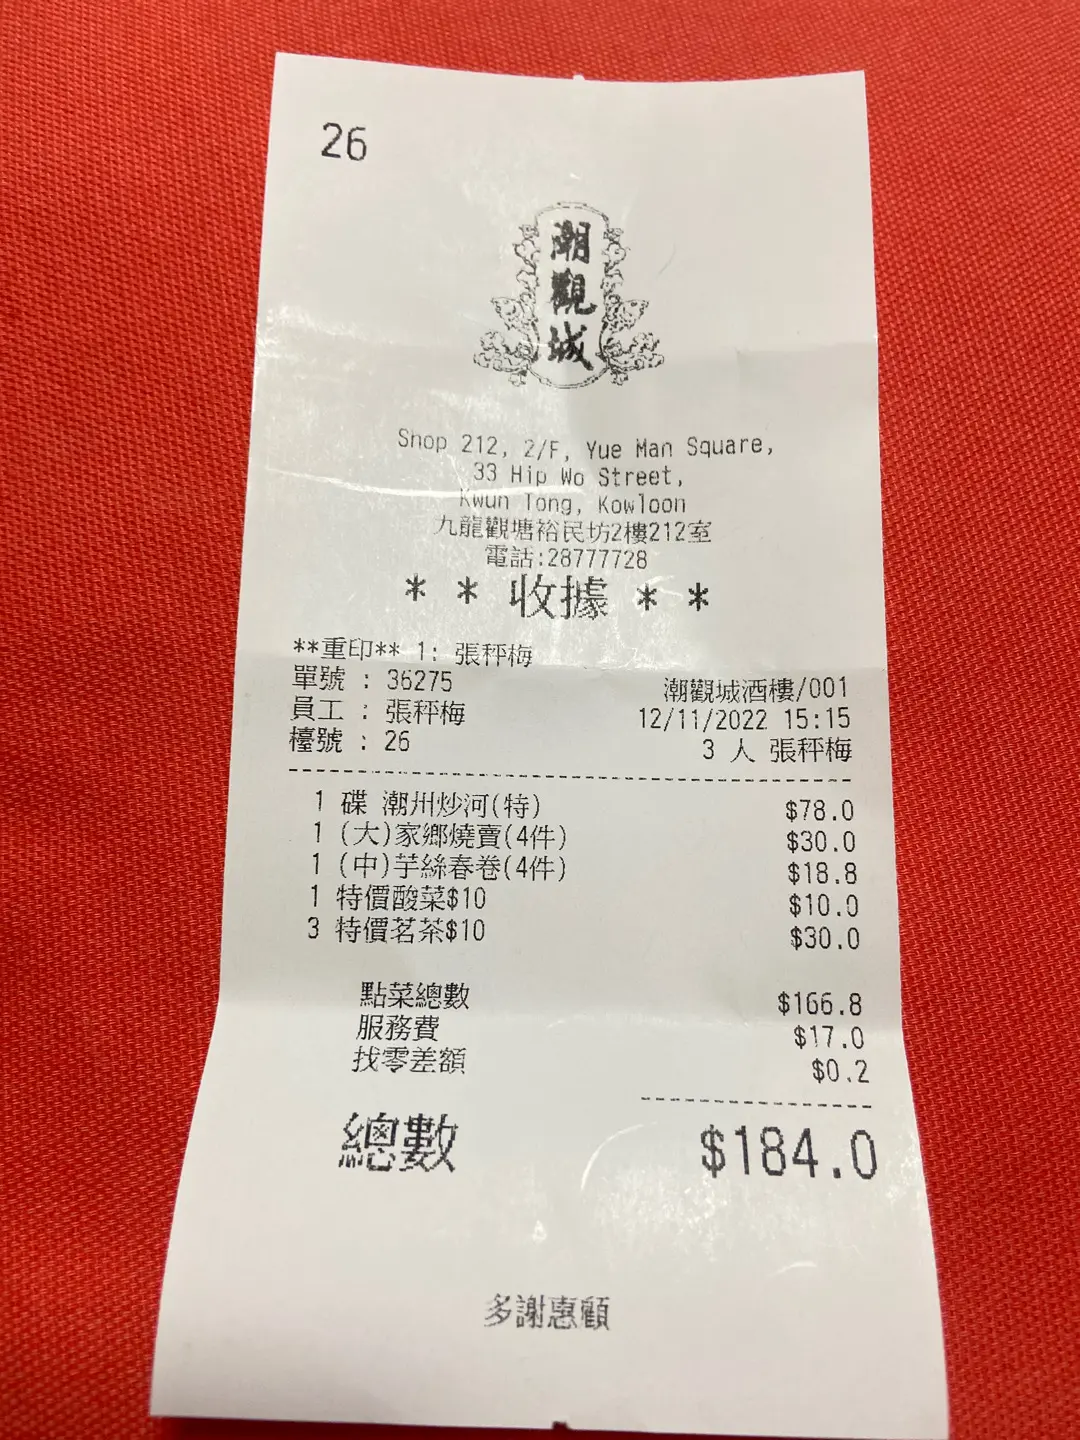 26
潮觀城
Shop 212, 2/F, Yue Man Square,
33 Hip Wo Street,
Kwun Tong, Kowloon
九龍觀塘裕民坊2樓212室
電話:28777728
* * 收據 * *
**重印** 1: 張秤梅
單號 : 36275 潮觀城酒樓/001
員工 : 張秤梅 12/11/2022 15:15
檯號 : 26 3 人 張秤梅
1 碟 潮州炒河(特) $78.0
1 (大)家鄉燒賣(4件) $30.0
1 (中)芋絲春卷(4件) $18.8
1 特價酸菜$10 $10.0
3 特價茗茶$10 $30.0
點菜總數 $166.8
服務費 $17.0
找零差額 $0.2
總數 $184.0
多謝惠顧